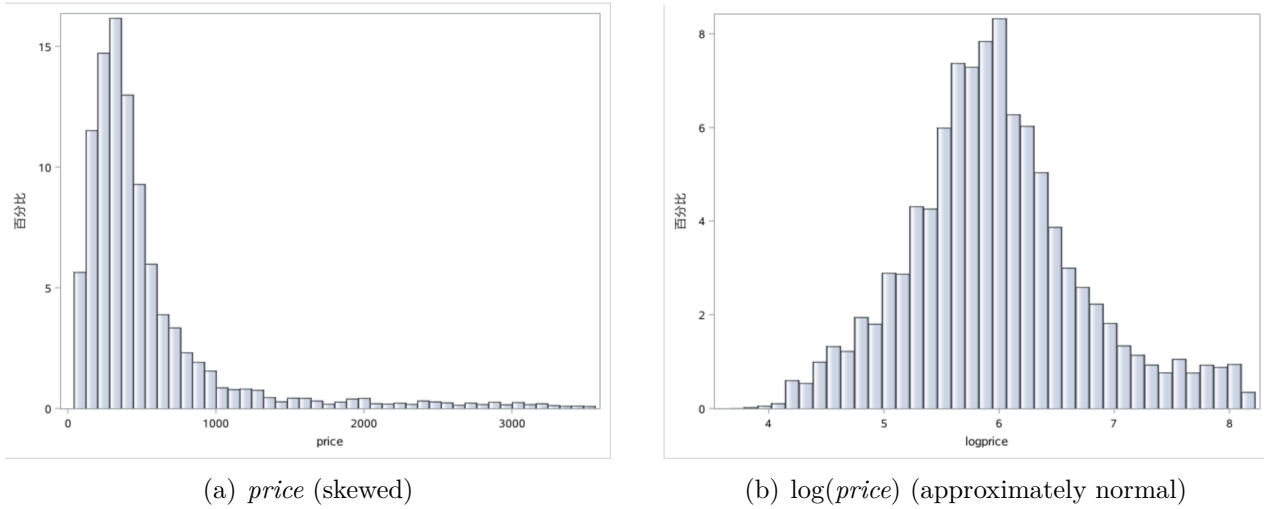 15
10
5
0
百分比
0 1000 2000 3000
price
8
6
4
2
0
百分比
4 5 6 7 8
logprice
(a) price (skewed)
(b) log(price) (approximately normal)